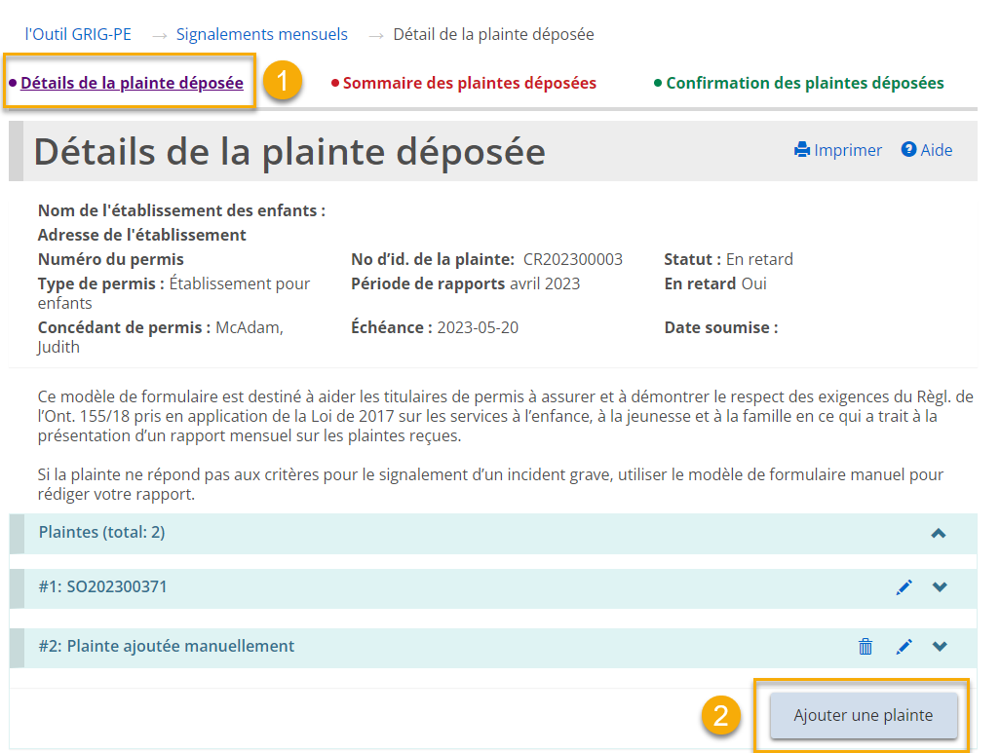 l'Outil GRIG-PE → Signalements mensuels → Détail de la plainte déposée
• Détails de la plainte déposée 1 • Sommaire des plaintes déposées • Confirmation des plaintes déposées
Détails de la plainte déposée Imprimer ? Aide
Nom de l'établissement des enfants :
Adresse de l'établissement
Numéro du permis No d’id. de la plainte: CR202300003 Statut : En retard
Type de permis : Établissement pour enfants Période de rapports avril 2023 En retard Oui
Concédant de permis : McAdam, Judith Échéance : 2023-05-20 Date soumise :
Ce modèle de formulaire est destiné à aider les titulaires de permis à assurer et à démontrer le respect des exigences du Règl. de
l’Ont. 155/18 pris en application de la Loi de 2017 sur les services à l’enfance, à la jeunesse et à la famille en ce qui a trait à la
présentation d’un rapport mensuel sur les plaintes reçues.
Si la plainte ne répond pas aux critères pour le signalement d’un incident grave, utiliser le modèle de formulaire manuel pour
rédiger votre rapport.
Plaintes (total: 2)
#1: SO202300371
#2: Plainte ajoutée manuellement
2 Ajouter une plainte